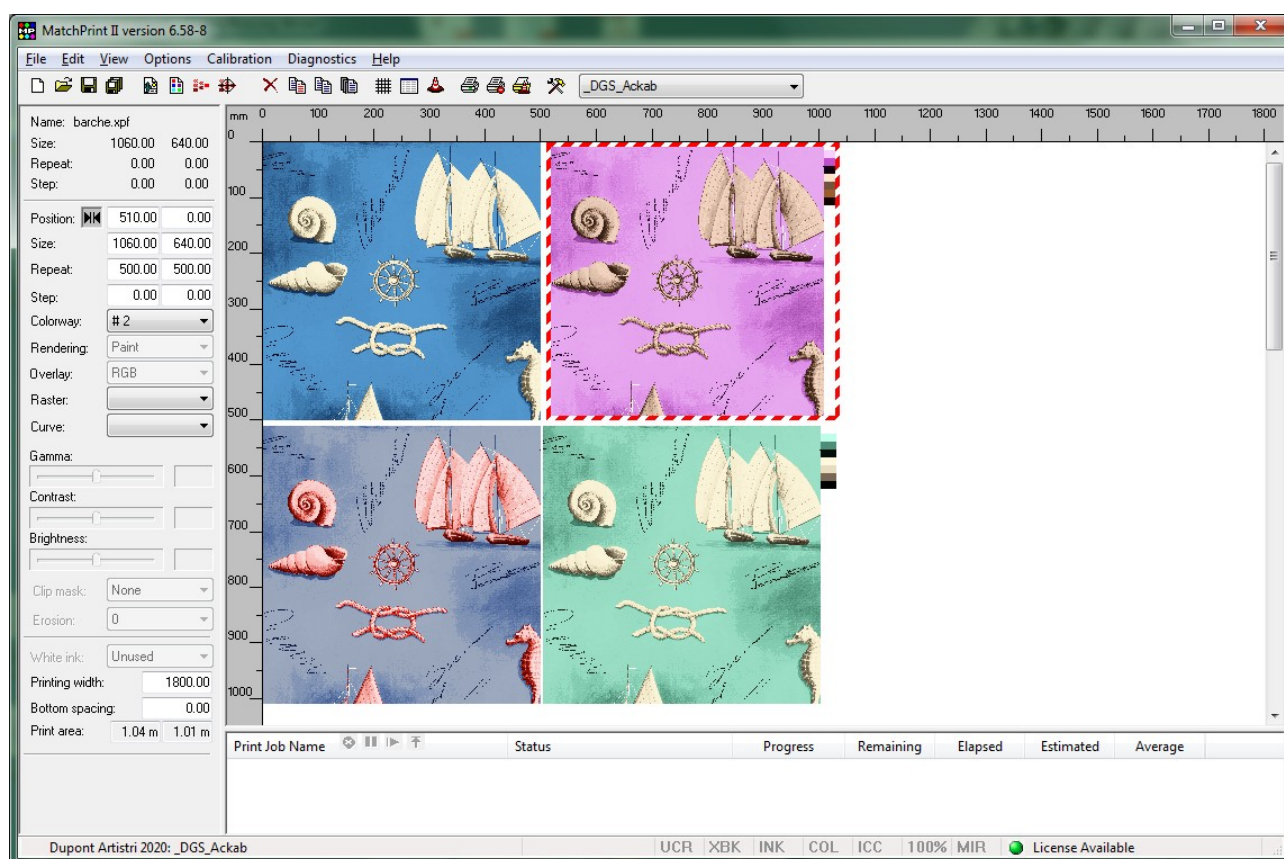 MatchPrint II version 6.58-8
File Edit View Options Calibration Diagnostics Help
_DGS_Ackab
Name: barche.xpf
Size: 1060.00 640.00
Repeat: 0.00 0.00
Step: 0.00 0.00
Position: 510.00 0.00
Size: 1060.00 640.00
Repeat: 500.00 500.00
Step: 0.00 0.00
Colorway: # 2
Rendering: Paint
Overlay: RGB
Raster:
Curve:
Gamma:
Contrast:
Brightness:
Clip mask: None
Erosion: 0
White ink: Unused
Printing width: 1800.00
Bottom spacing: 0.00
Print area: 1.04 m 1.01 m
mm 0 100 200 300 400 500 600 700 800 900 1000 1100 1200 1300 1400 1500 1600 1700 1800
0
100
200
300
400
500
600
700
800
900
1000
Print Job Name Status Progress Remaining Elapsed Estimated Average
Dupont Artistri 2020: _DGS_Ackab UCR XBK INK COL ICC 100% MIR License Available